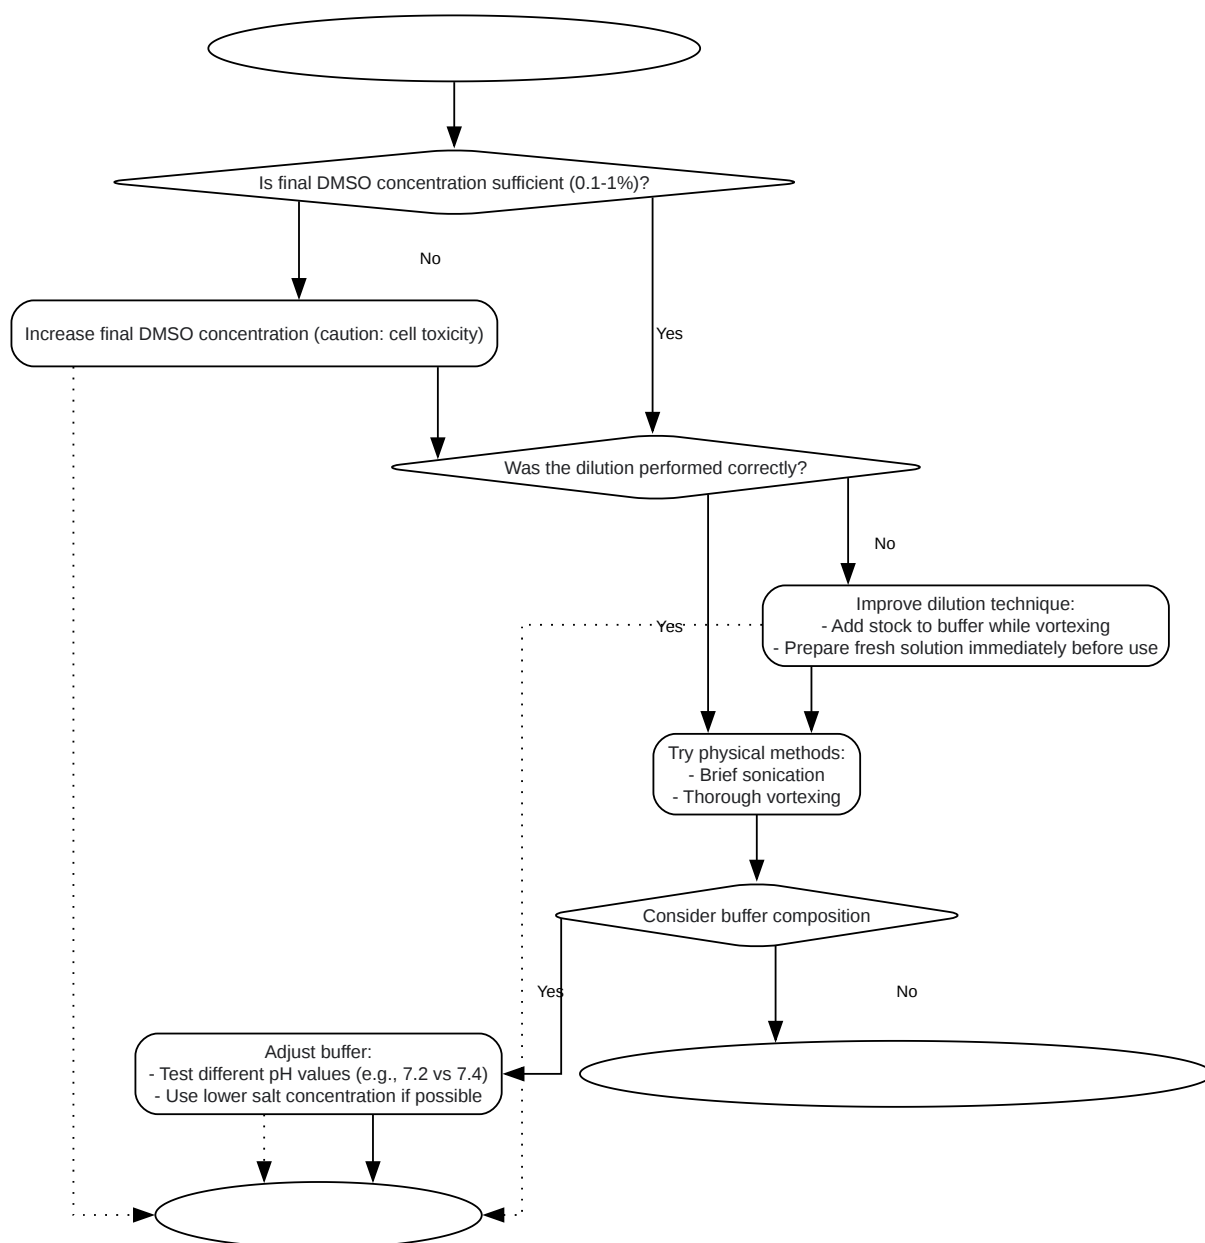 Is final DMSO concentration sufficient (0.1-1%)?
No
Increase final DMSO concentration (caution: cell toxicity)
Yes
Was the dilution performed correctly?
No
Improve dilution technique:
- Add stock to buffer while vortexing
- Prepare fresh solution immediately before use
Yes
Try physical methods:
- Brief sonication
- Thorough vortexing
Consider buffer composition
Yes
No
Adjust buffer:
- Test different pH values (e.g., 7.2 vs 7.4)
- Use lower salt concentration if possible